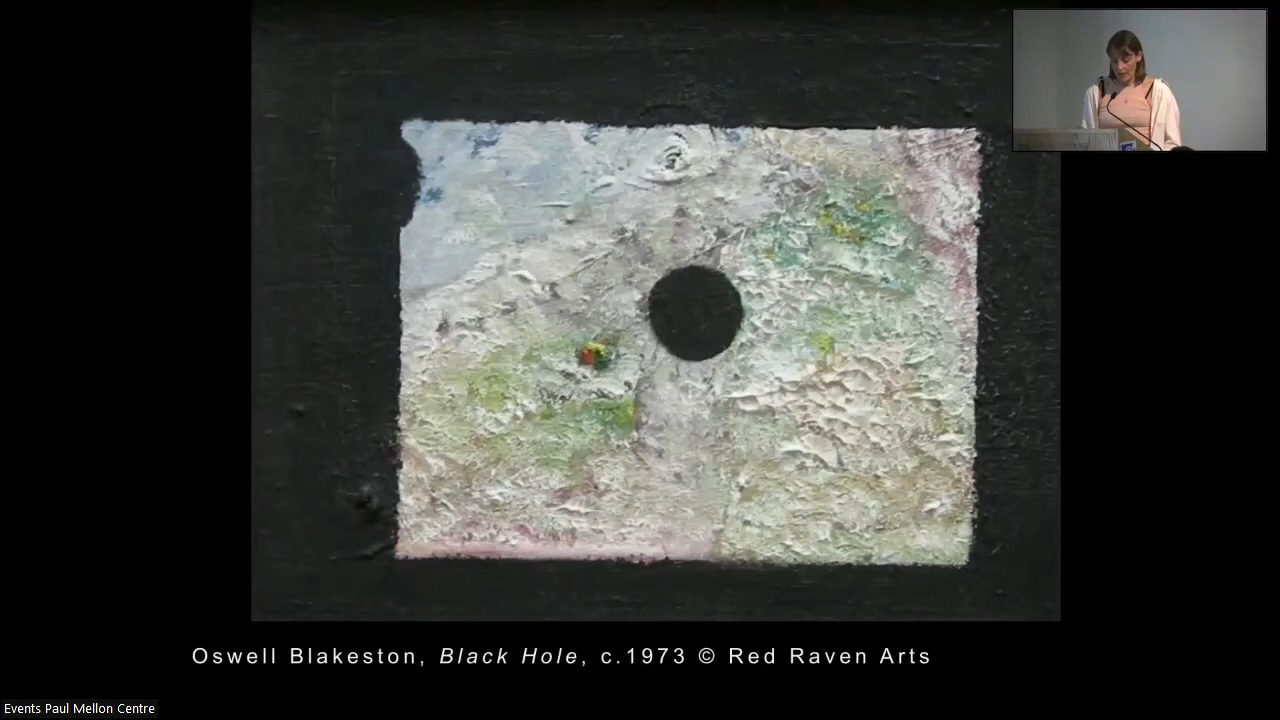 Oswell Blakeston, Black Hole, c.1973 © Red Raven Arts
Events Paul Mellon Centre